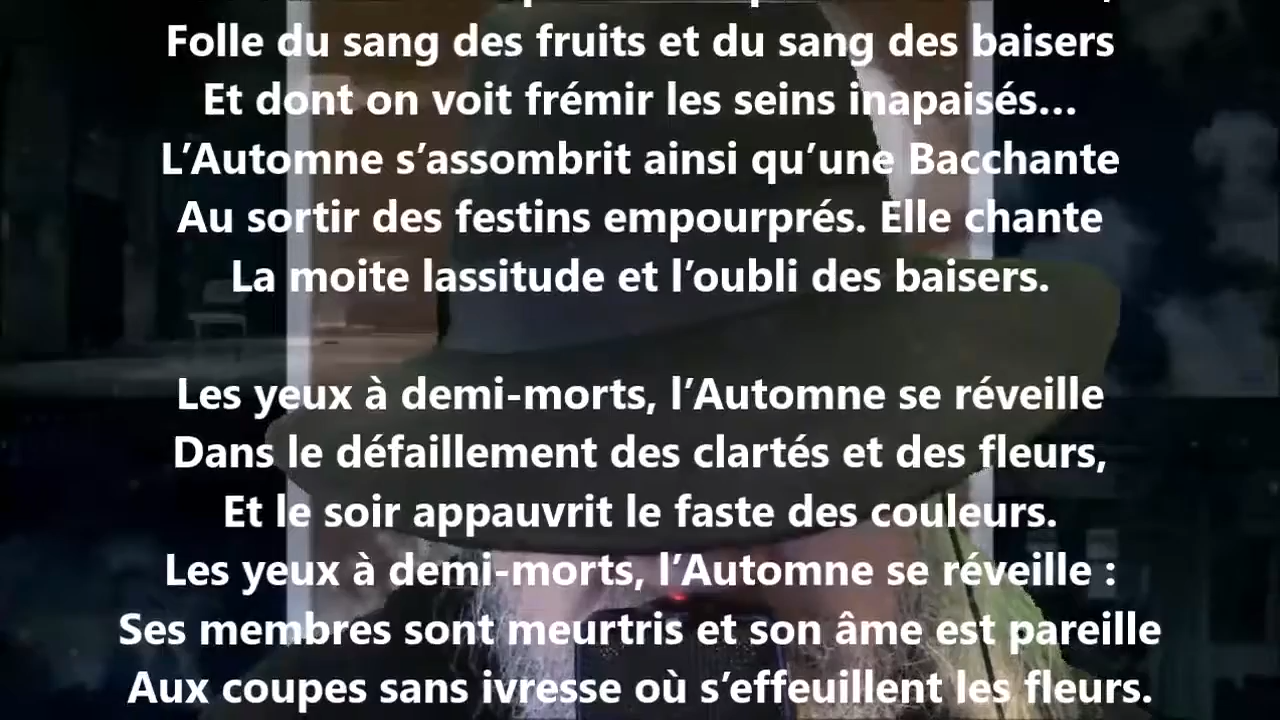 Folle du sang des fruits et du sang des baisers
Et dont on voit frémir les seins inapaisés…
L’Automne s’assombrit ainsi qu’une Bacchante
Au sortir des festins empourprés. Elle chante
La moite lassitude et l’oubli des baisers.
Les yeux à demi-morts, l’Automne se réveille
Dans le défaillement des clartés et des fleurs,
Et le soir appauvrit le faste des couleurs.
Les yeux à demi-morts, l’Automne se réveille :
Ses membres sont meurtris et son âme est pareille
Aux coupes sans ivresse où s’effeuillent les fleurs.